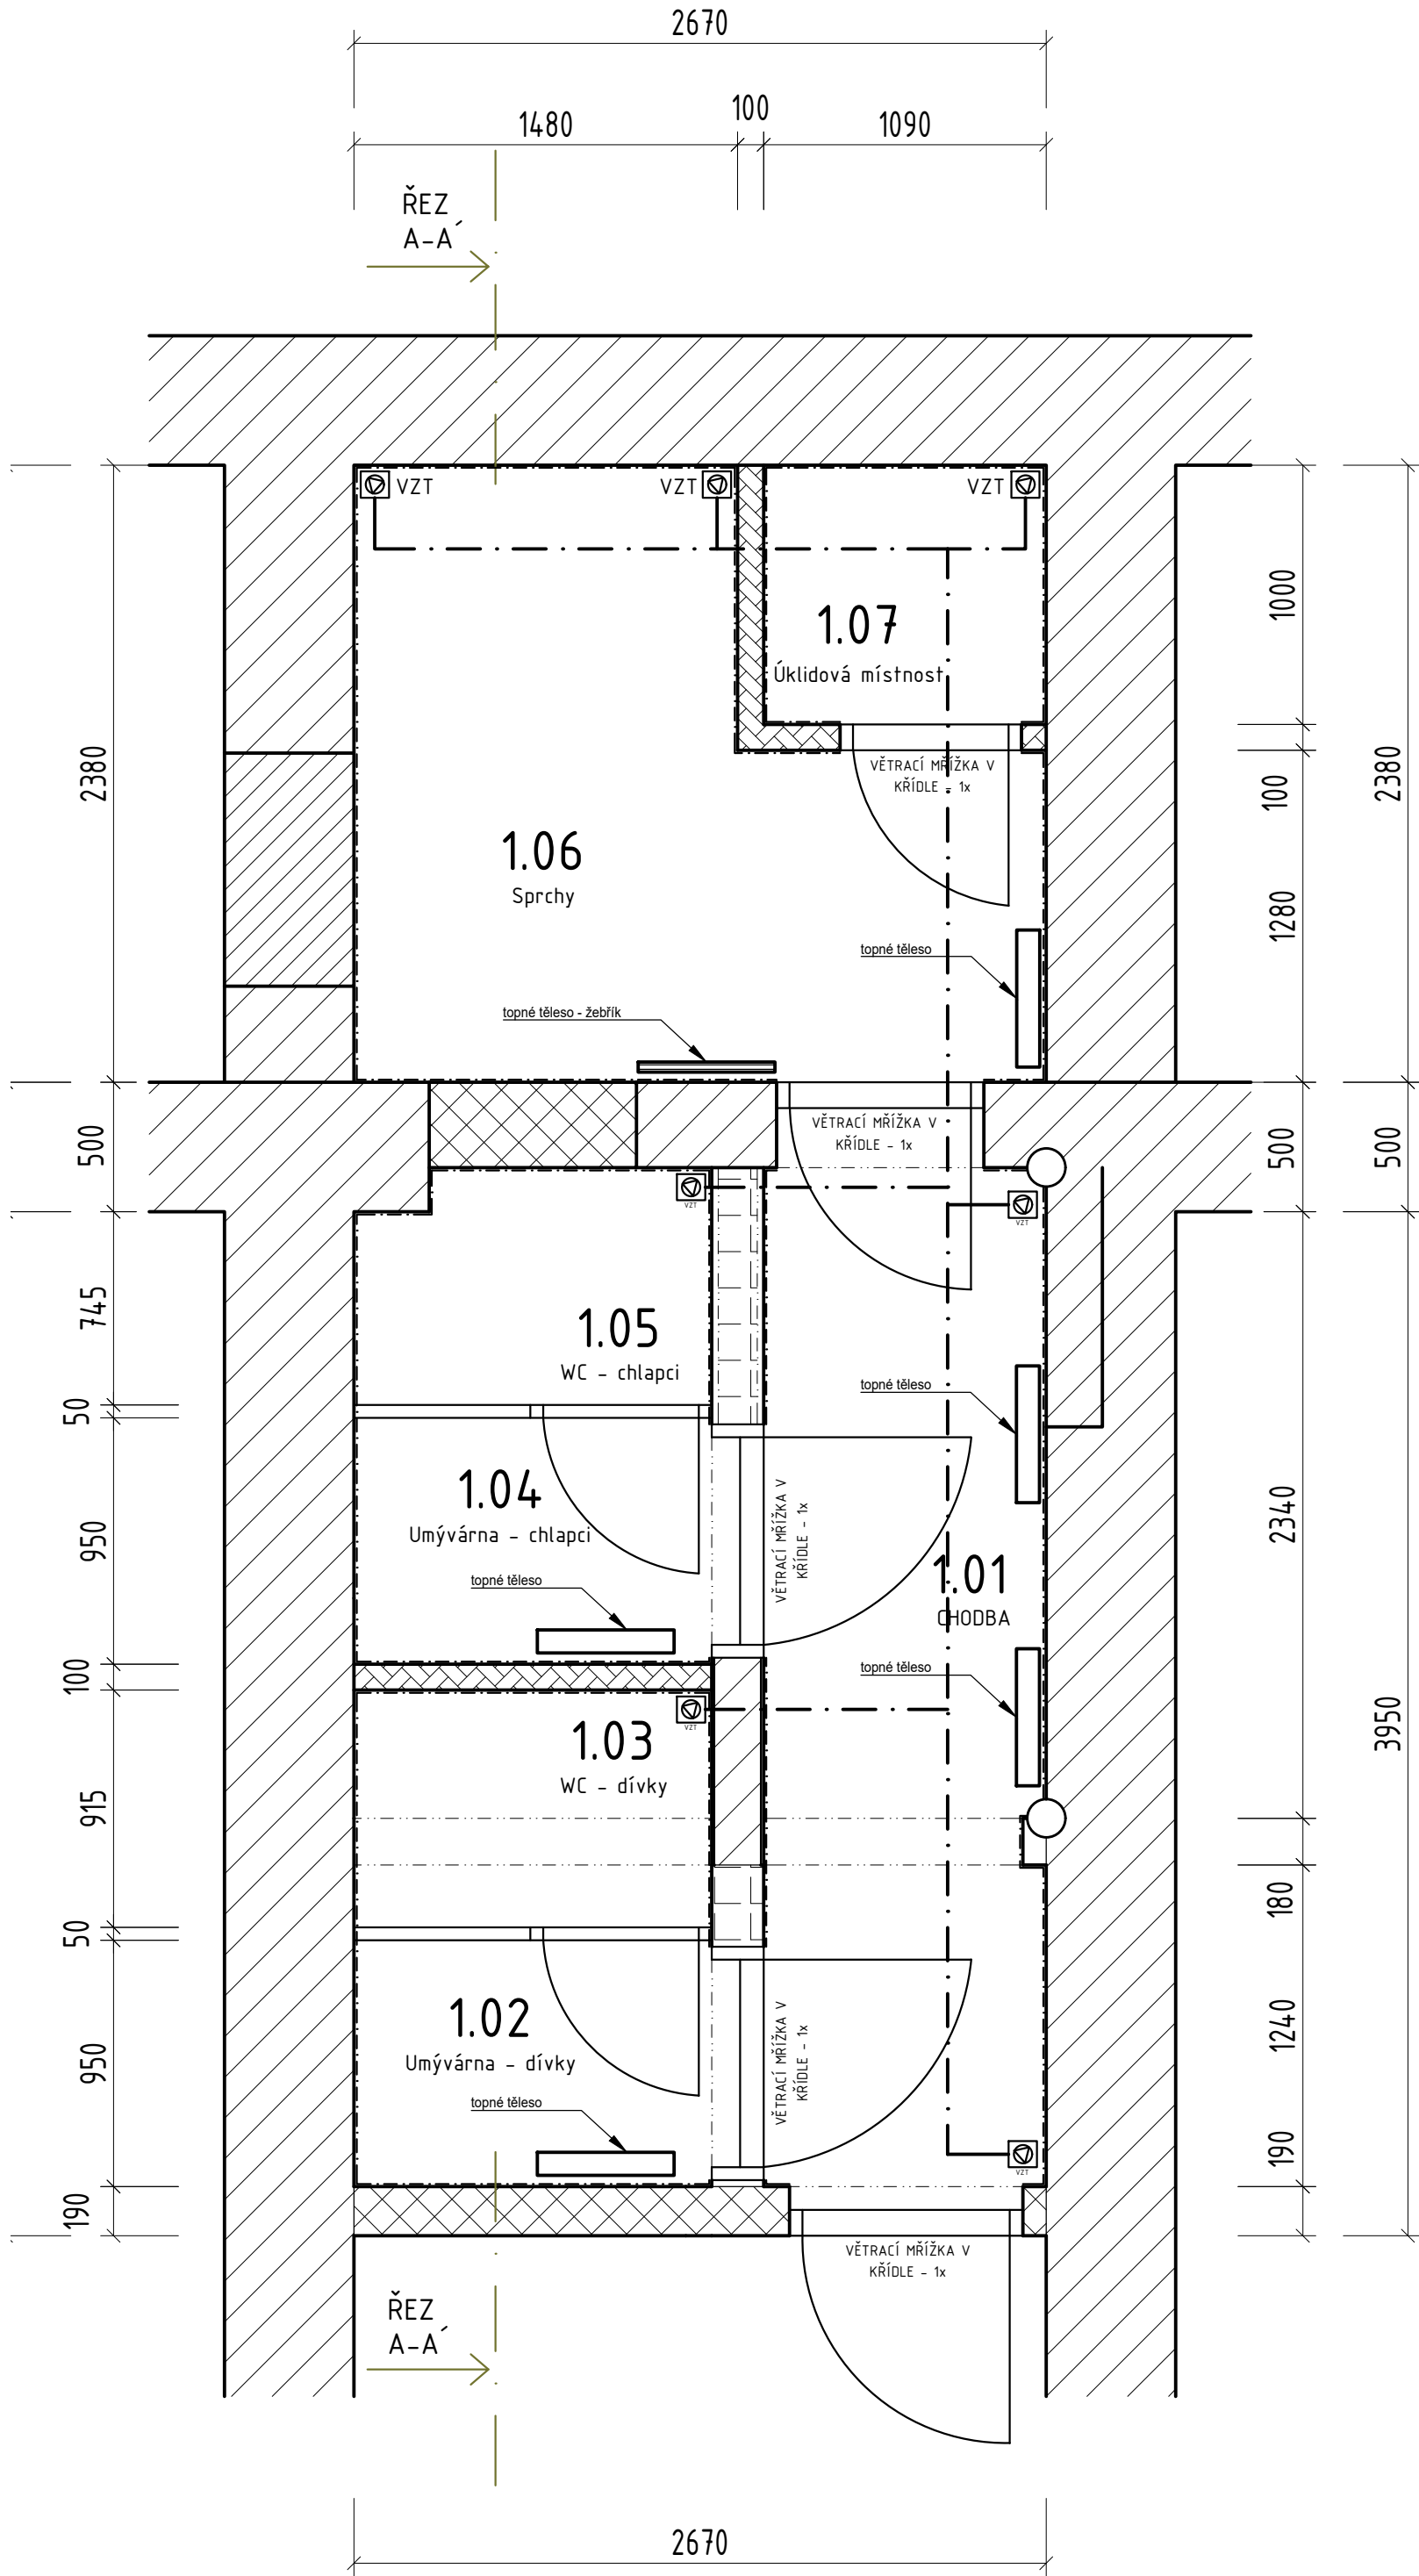 2670
1480
100
1090
ŘEZ
A-A´
VZT
VZT
VZT
1.07
Úklidová místnost
VĚTRACÍ MŘÍŽKA V
KŘÍDLE - 1x
1.06
Sprchy
topné těleso
topné těleso - žebřík
VĚTRACÍ MŘÍŽKA V
KŘÍDLE - 1x
VZT
VZT
1.05
WC - chlapci
topné těleso
1.04
Umývárna - chlapci
VĚTRACÍ MŘÍŽKA V
KŘÍDLE - 1x
topné těleso
1.01
CHODBA
topné těleso
VZT
1.03
WC - dívky
1.02
Umývárna - dívky
VĚTRACÍ MŘÍŽKA V
KŘÍDLE - 1x
topné těleso
VZT
VĚTRACÍ MŘÍŽKA V
KŘÍDLE - 1x
ŘEZ
A-A´
2670
2380
500
745
50
950
100
915
50
950
190
1000
100
1280
500
2340
180
1240
190
2380
500
3950